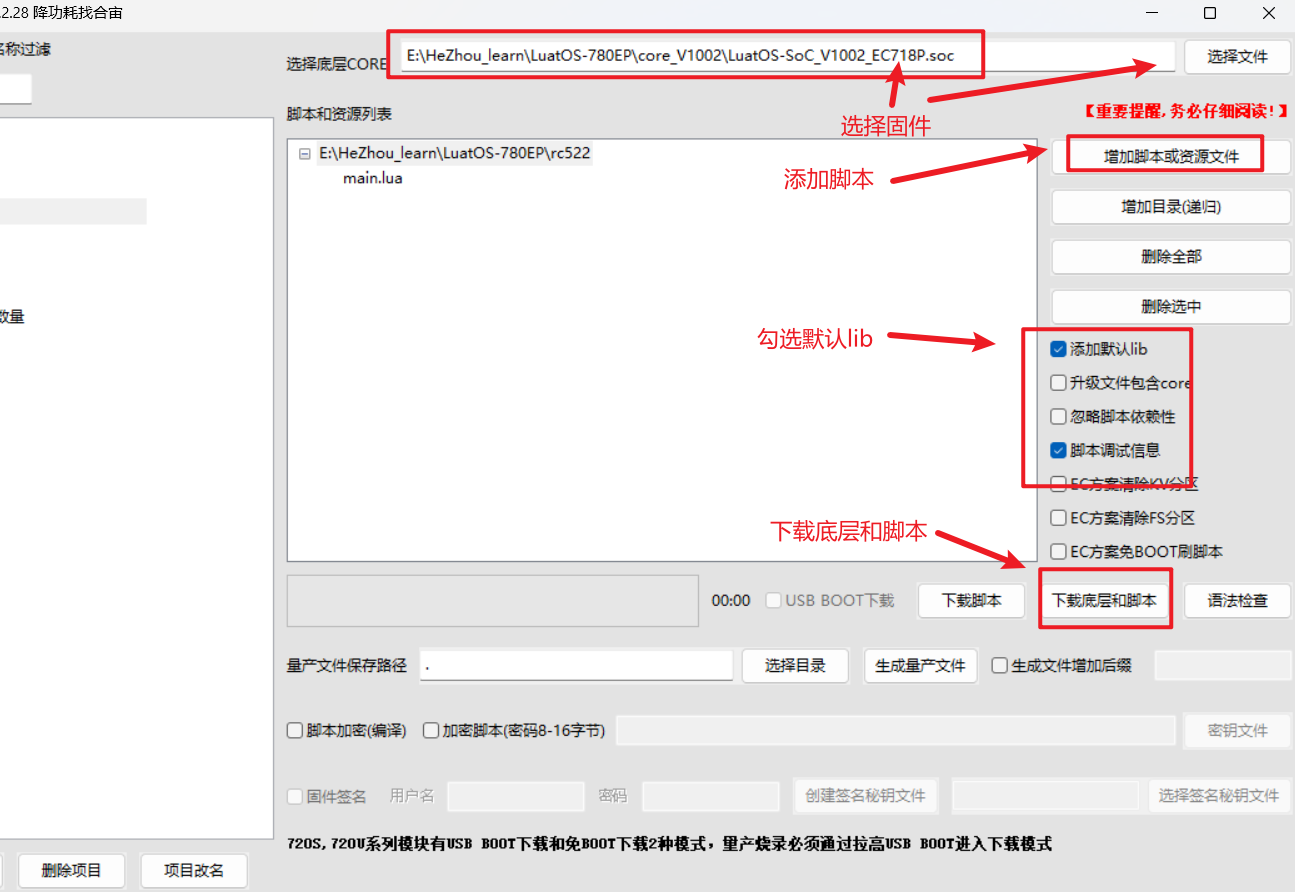 .2.28 降功耗找合宙
名称过滤
选择底层CORE
E:\HeZhou_learn\LuatOS-780EP\core_V1002\LuatOS-SoC_V1002_EC718P.soc
选择文件
脚本和资源列表
选择固件
【重要提醒,务必仔细阅读!】
E:\HeZhou_learn\LuatOS-780EP\rc522
main.lua
添加脚本
增加脚本或资源文件
增加目录(递归)
删除全部
删除选中
数量
勾选默认lib
添加默认lib
升级文件包含core
忽略脚本依赖性
脚本调试信息
EC方案清除KV分区
EC方案清除FS分区
EC方案免BOOT刷脚本
下载底层和脚本
00:00
USB BOOT下载
下载脚本
下载底层和脚本
语法检查
量产文件保存路径
.
选择目录
生成量产文件
生成文件增加后缀
脚本加密(编译)
加密脚本(密码8-16字节)
密钥文件
固件签名
用户名
密码
创建签名秘钥文件
选择签名秘钥文件
720S,720U系列模块有USB BOOT下载和免BOOT下载2种模式，量产烧录必须通过拉高USB BOOT进入下载模式
删除项目
项目改名